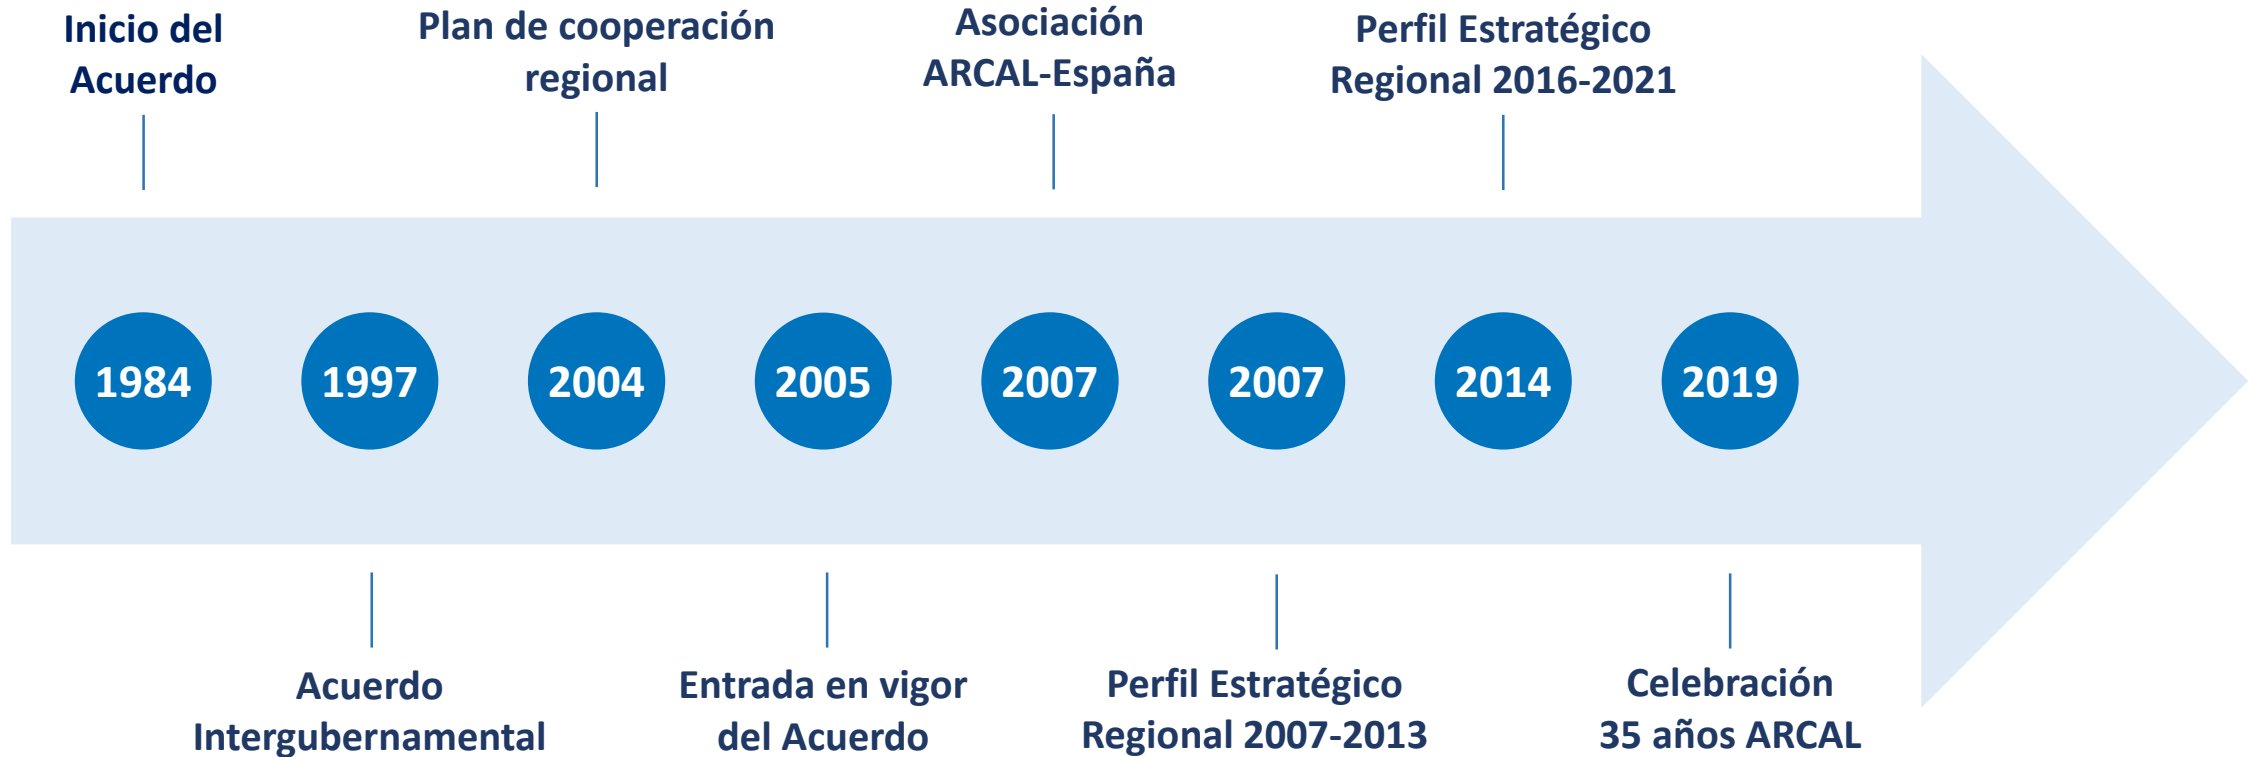 Inicio del
Acuerdo
Plan de cooperación
regional
Asociación
ARCAL-España
Perfil Estratégico
Regional 2016-2021
1984
1997
2004
2005
2007
2007
2014
2019
Acuerdo
Intergubernamental
Entrada en vigor
del Acuerdo
Perfil Estratégico
Regional 2007-2013
Celebración
35 años ARCAL